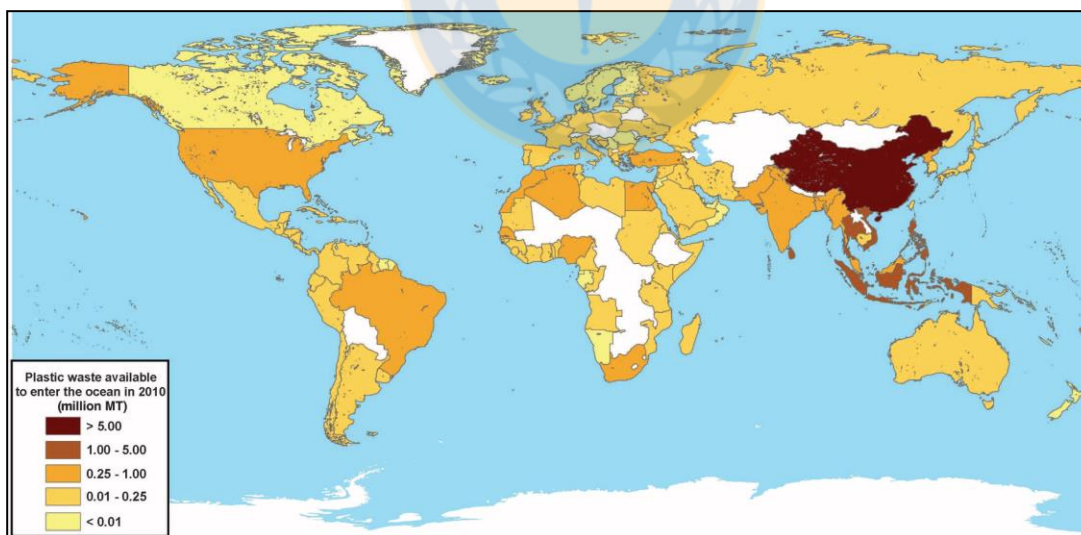 Plastic waste available
to enter the ocean in 2010
(million MT)
> 5.00
1.00 - 5.00
0.25 - 1.00
0.01 - 0.25
< 0.01